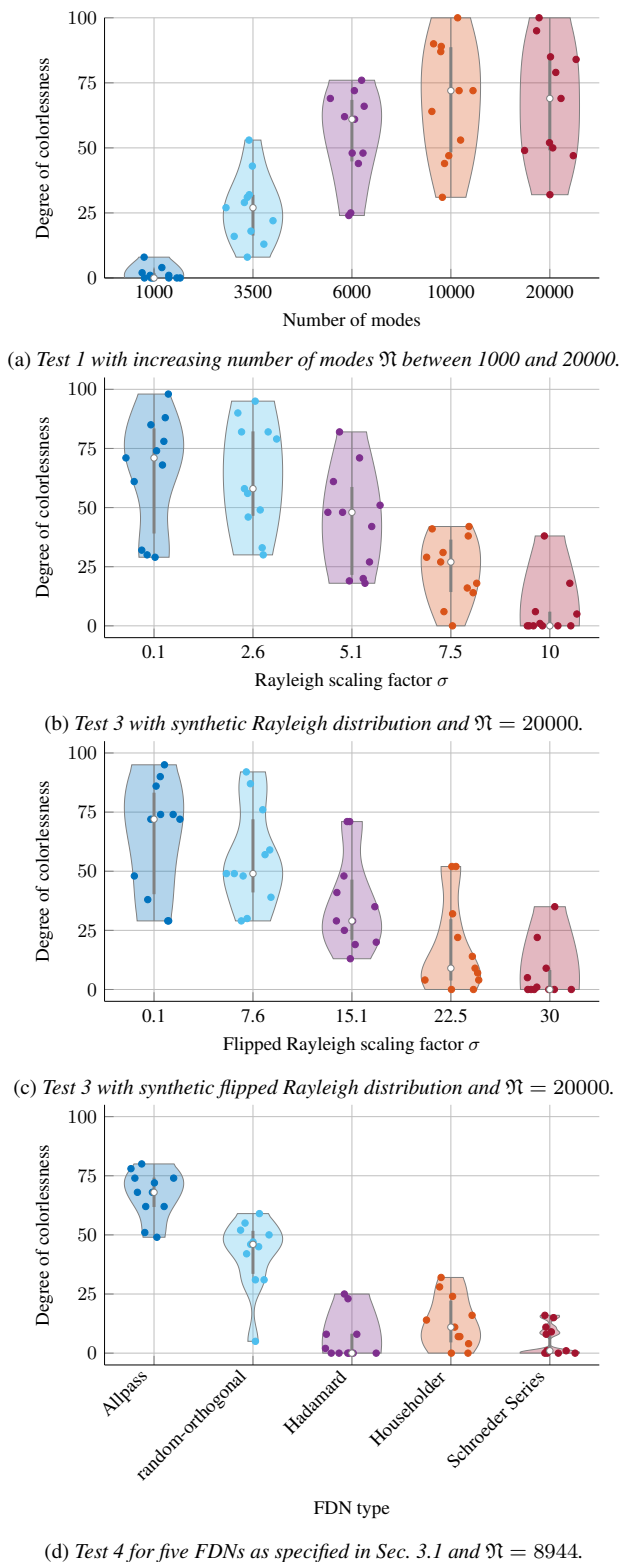 100
75
50
25
0
Degree of colorlessness
1000 3500 6000 10000 20000
Number of modes
(a) Test 1 with increasing number of modes 𝔑 between 1000 and 20000.
100
75
50
25
0
Degree of colorlessness
0.1 2.6 5.1 7.5 10
Rayleigh scaling factor σ
(b) Test 3 with synthetic Rayleigh distribution and 𝔑 = 20000.
100
75
50
25
0
Degree of colorlessness
0.1 7.6 15.1 22.5 30
Flipped Rayleigh scaling factor σ
(c) Test 3 with synthetic flipped Rayleigh distribution and 𝔑 = 20000.
100
75
50
25
0
Degree of colorlessness
Allpass
random-orthogonal
Hadamard
Householder
Schroeder Series
FDN type
(d) Test 4 for five FDNs as specified in Sec. 3.1 and 𝔑 = 8944.